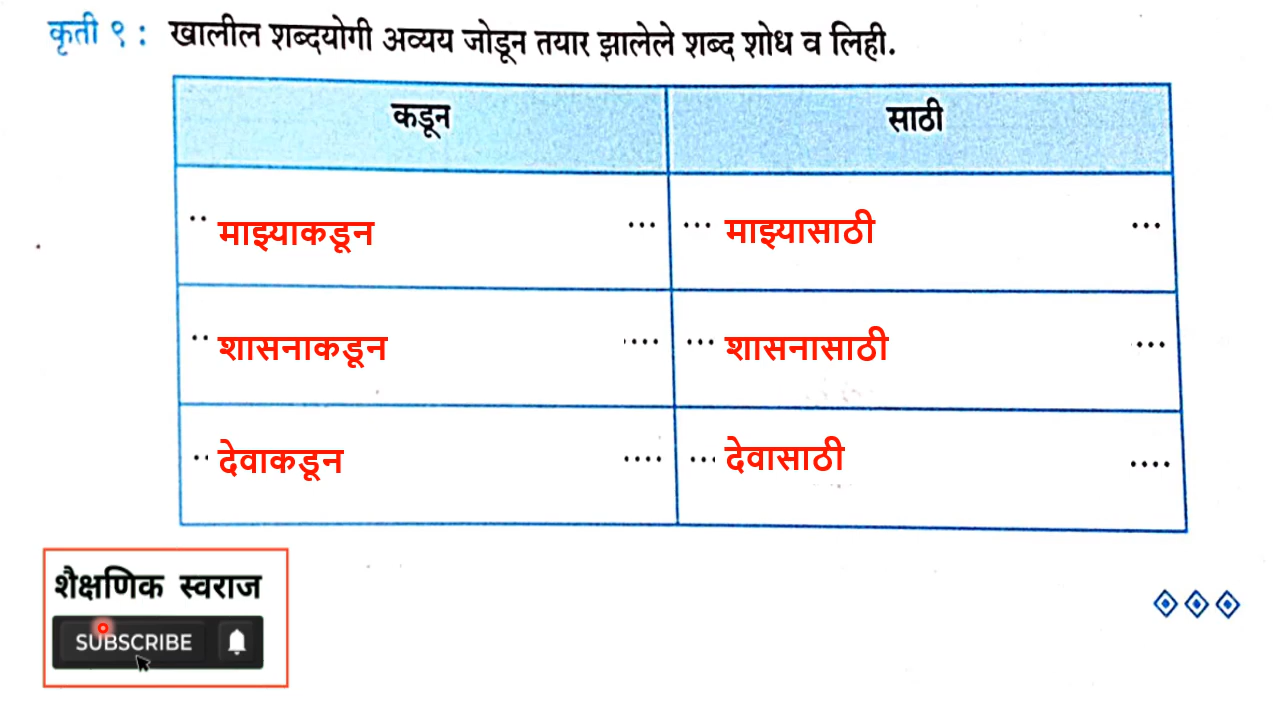 कृती ९ : खालील शब्दयोगी अव्यय जोडून तयार झालेले शब्द शोध व लिही.
कडून साठी
.. माझ्याकडून ... ... माझ्यासाठी ...
.. शासनाकडून .... ... शासनासाठी ...
.. देवाकडून .... ... देवासाठी ....
शैक्षणिक स्वराज
SUBSCRIBE